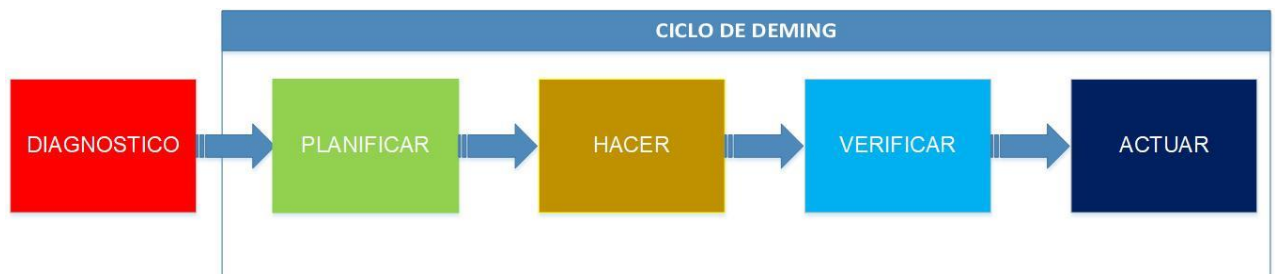 CICLO DE DEMING
DIAGNOSTICO
PLANIFICAR
HACER
VERIFICAR
ACTUAR